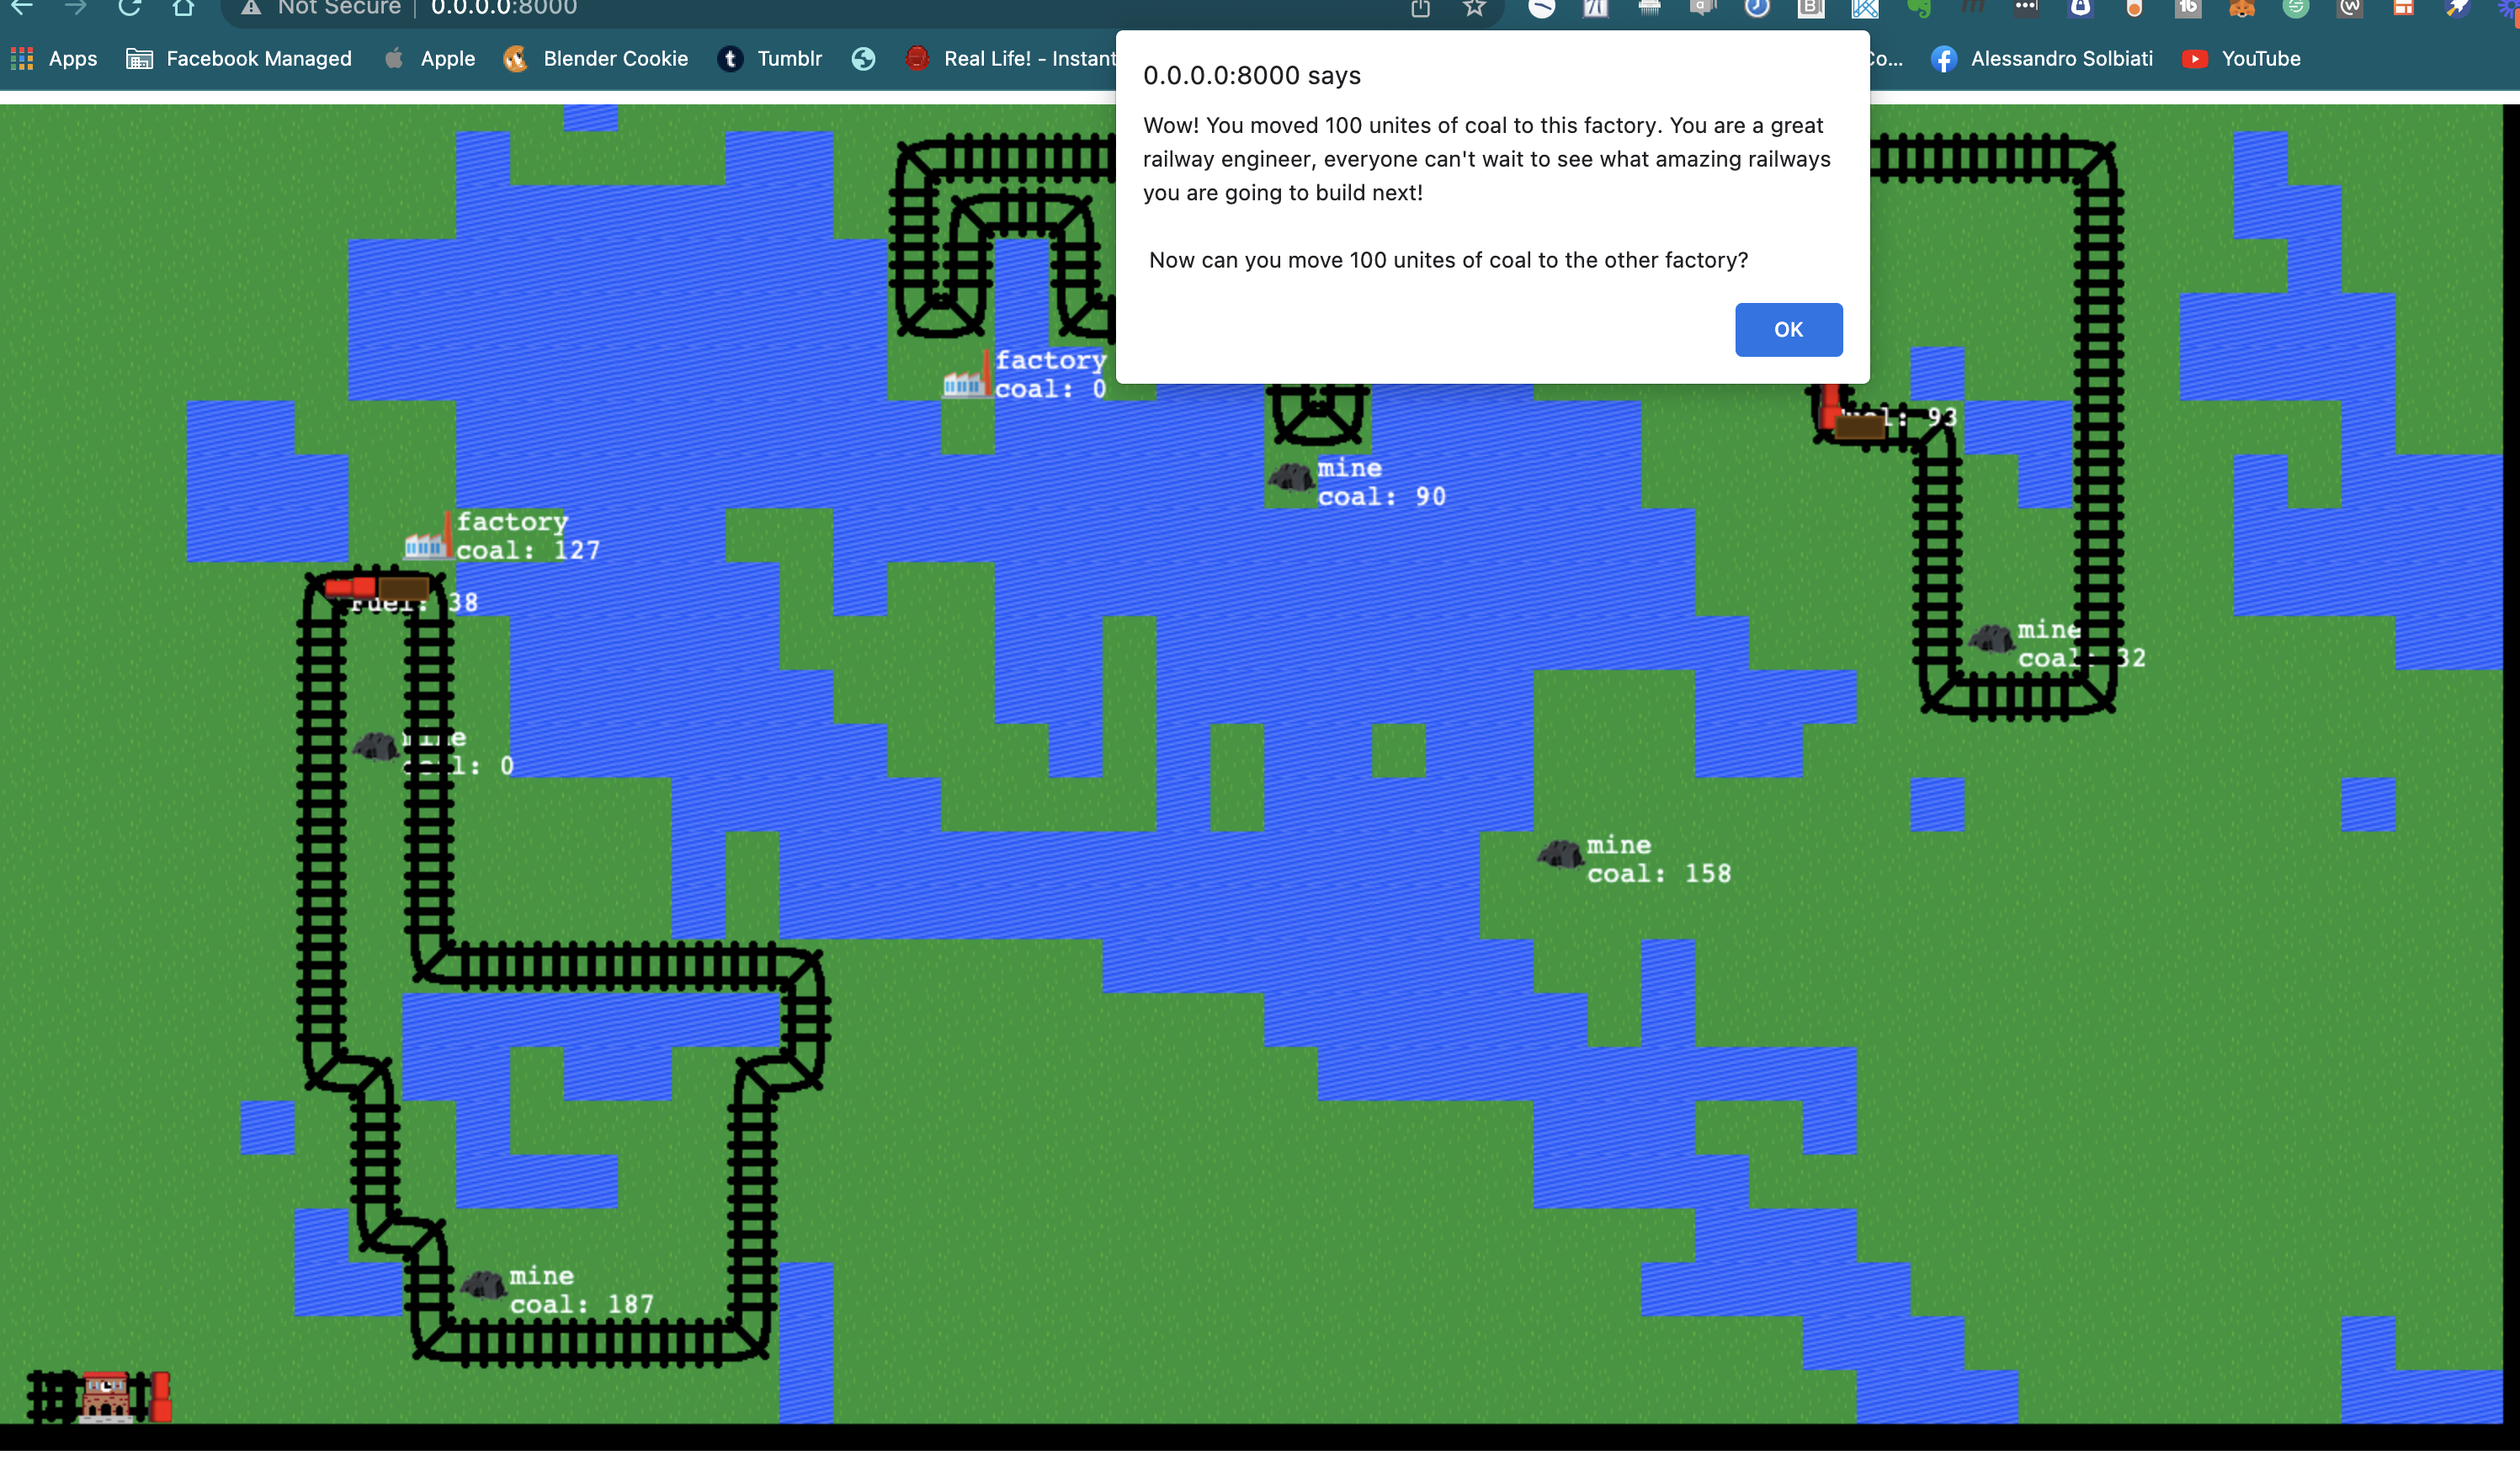 Not Secure | 0.0.0.0:8000
Apps Facebook Managed Apple Blender Cookie Tumblr Real Life! - Instant Co... Alessandro Solbiati YouTube
0.0.0.0:8000 says
Wow! You moved 100 unites of coal to this factory. You are a great
railway engineer, everyone can't wait to see what amazing railways
you are going to build next!
Now can you move 100 unites of coal to the other factory?
OK
factory
coal: 0
93
mine
coal: 90
factory
coal: 127
Fuel: 38
mine
coal: 32
mine
coal: 0
mine
coal: 158
mine
coal: 187